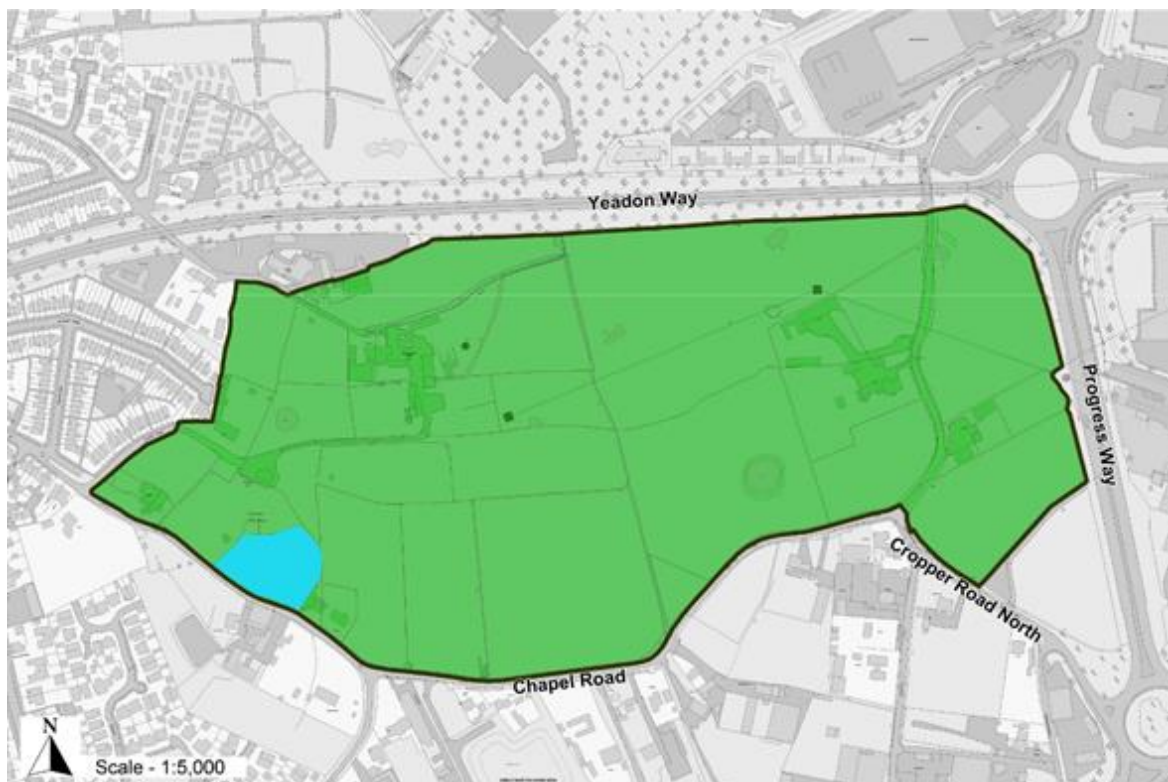 Yeadon Way
Progress Way
Cropper Road North
Chapel Road
N
Scale - 1:5,000